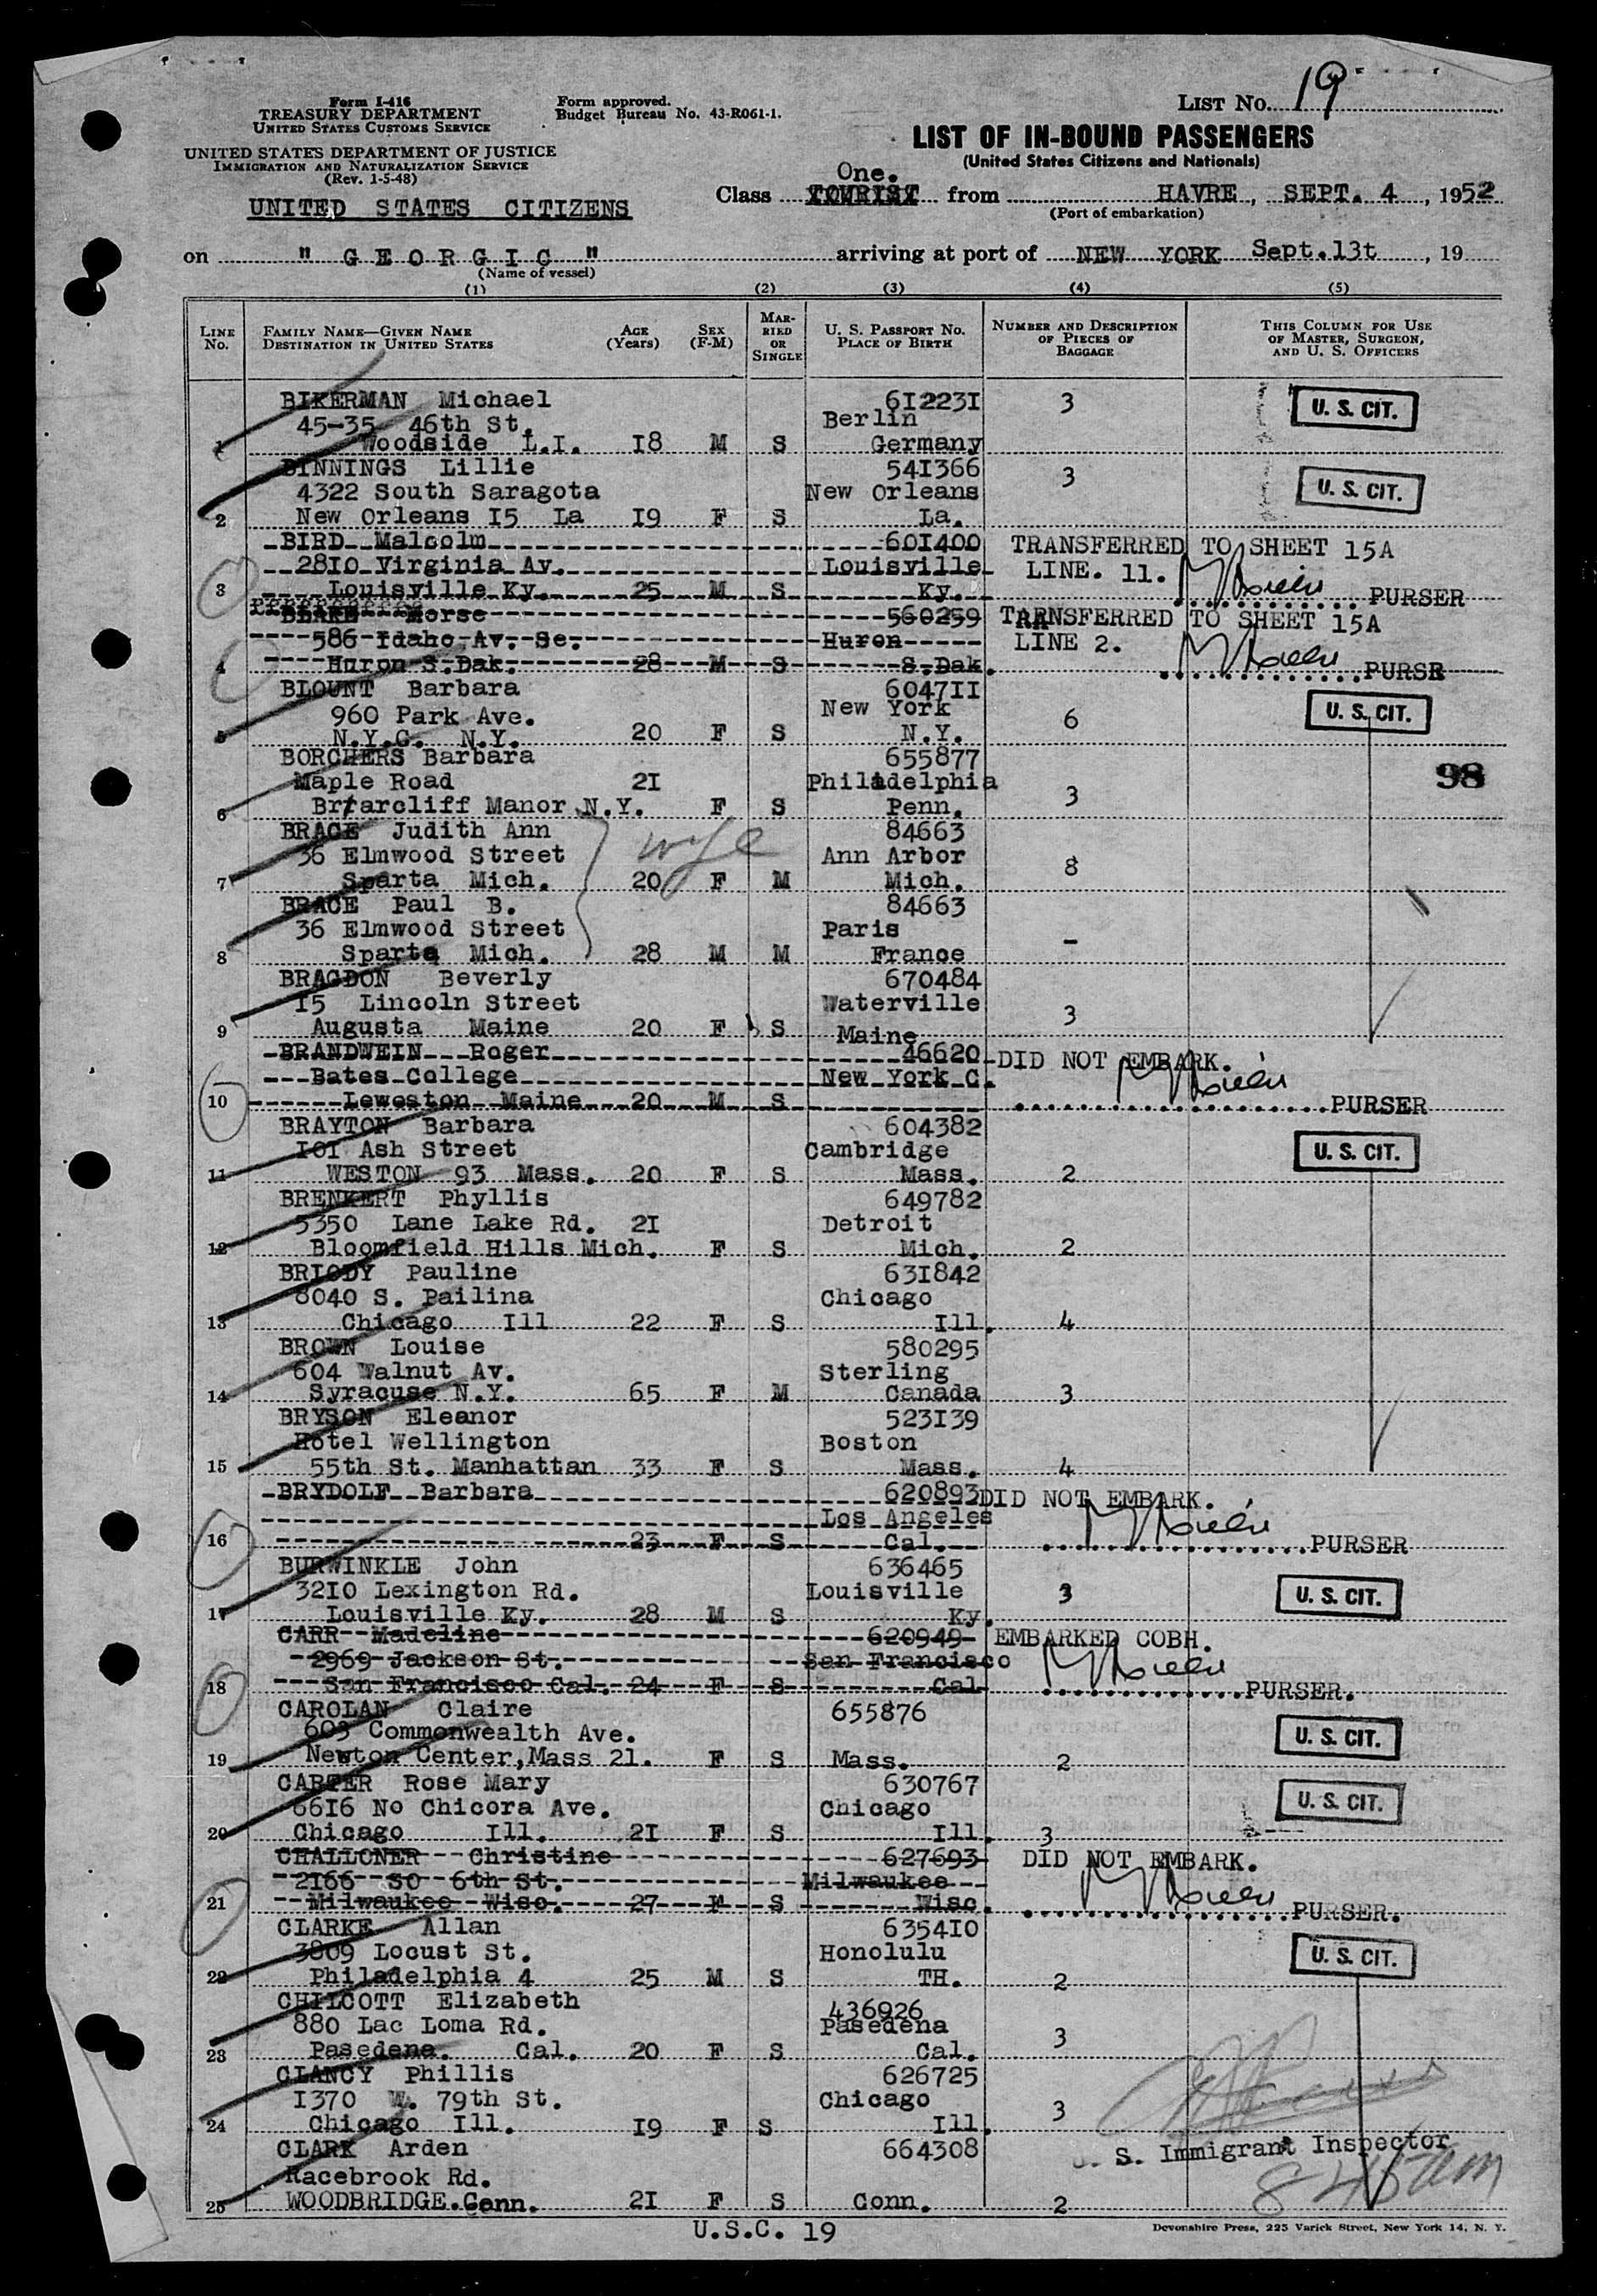 LIST No. 19
Form I-416
TREASURY DEPARTMENT
UNITED STATES CUSTOMS SERVICE
Form approved.
Budget Bureau No. 43-R061-1.
UNITED STATES DEPARTMENT OF JUSTICE
IMMIGRATION AND NATURALIZATION SERVICE
(Rev. 1-5-48)
LIST OF IN-BOUND PASSENGERS
(United States Citizens and Nationals)
UNITED STATES CITIZENS
One.
Class TOURIST from HAVRE, SEPT. 4, 1952
(Port of embarkation)
on "GEORGIC" arriving at port of NEW YORK Sept.13t, 19
(Name of vessel)
(1) (2) (3) (4) (5)
LINE No. FAMILY NAME—GIVEN NAME DESTINATION IN UNITED STATES AGE (Years) SEX (F-M) MARRIED OR SINGLE U. S. PASSPORT No. PLACE OF BIRTH NUMBER AND DESCRIPTION OF PIECES OF BAGGAGE THIS COLUMN FOR USE OF MASTER, SURGEON, AND U. S. OFFICERS
BIKERMAN Michael 612231 3 U. S. CIT.
45-35 46th St. Berlin
1 Woodside L.I. 18 M S Germany
BINNINGS Lillie 541366 3 U. S. CIT.
4322 South Saragota New Orleans
2 New Orleans 15 La 19 F S La.
BIRD Malcolm 601400 TRANSFERRED TO SHEET 15A
2810 Virginia Av. Louisville LINE. 11.
3 Louisville Ky. 25 M S Ky. PURSER
BLAKE Morse 560259 TRANSFERRED TO SHEET 15A
586 Idaho Av. Se. Huron LINE 2.
4 Huron S.Dak. 28 M S S.Dak. PURSR
BLOUNT Barbara 604711 U. S. CIT.
960 Park Ave. New York 6
5 N.Y.C. N.Y. 20 F S N.Y.
BORCHERS Barbara 655877 98
Maple Road 21 Philadelphia
6 Briarcliff Manor N.Y. F S Penn. 3
BRACE Judith Ann 84663
36 Elmwood Street wife Ann Arbor 8
7 Sparta Mich. 20 F M Mich.
BRACE Paul B. 84663
36 Elmwood Street Paris -
8 Sparta Mich. 28 M M France
BRAGDON Beverly 670484
15 Lincoln Street Waterville 3
9 Augusta Maine 20 F S Maine
BRANDWEIN Roger 46620 DID NOT EMBARK.
Bates College New York C.
10 Leweston Maine 20 M S PURSER
BRAYTON Barbara 604382
101 Ash Street Cambridge U. S. CIT.
11 WESTON 93 Mass. 20 F S Mass. 2
BRENKERT Phyllis 649782
5350 Lane Lake Rd. 21 Detroit
12 Bloomfield Hills Mich. F S Mich. 2
BRIODY Pauline 631842
8040 S. Pailina Chicago
13 Chicago Ill 22 F S Ill. 4
BROWN Louise 580295
604 Walnut Av. Sterling
14 Syracuse N.Y. 65 F M Canada 3
BRYSON Eleanor 523139
Hotel Wellington Boston
15 55th St. Manhattan 33 F S Mass. 4
BRYDOLF Barbara 620893 DID NOT EMBARK.
Los Angeles
16 23 F S Cal. PURSER
BURWINKLE John 636465
3210 Lexington Rd. Louisville 3 U. S. CIT.
17 Louisville Ky. 28 M S Ky.
CARR Madeline 620949 EMBARKED COBH.
2969 Jackson St. San Francisco
18 San Francisco Cal. 24 F S Cal PURSER.
CAROLAN Claire 655876
603 Commonwealth Ave. U. S. CIT.
19 Newton Center, Mass 21. F S Mass. 2
CARTER Rose Mary 630767
6616 No Chicora Ave. Chicago U. S. CIT.
20 Chicago Ill. 21 F S Ill. 3
CHALLONER Christine 627693 DID NOT EMBARK.
2166 SO 6th St. Milwaukee
21 Milwaukee Wisc. 27 F S Wisc. PURSER.
CLARKE Allan 635410
3809 Locust St. Honolulu U. S. CIT.
22 Philadelphia 4 25 M S TH. 2
CHILCOTT Elizabeth 436926
880 Lac Loma Rd. Pasedena 3
23 Pasedena. Cal. 20 F S Cal.
CLANCY Phillis 626725
1370 W. 79th St. Chicago 3
24 Chicago Ill. 19 F S Ill.
CLARK Arden 664308 S. Immigrant Inspector
Racebrook Rd. 8 45 am
25 WOODBRIDGE.Conn. 21 F S Conn. 2
U.S.C. 19
Devonshire Press, 225 Varick Street, New York 14, N. Y.